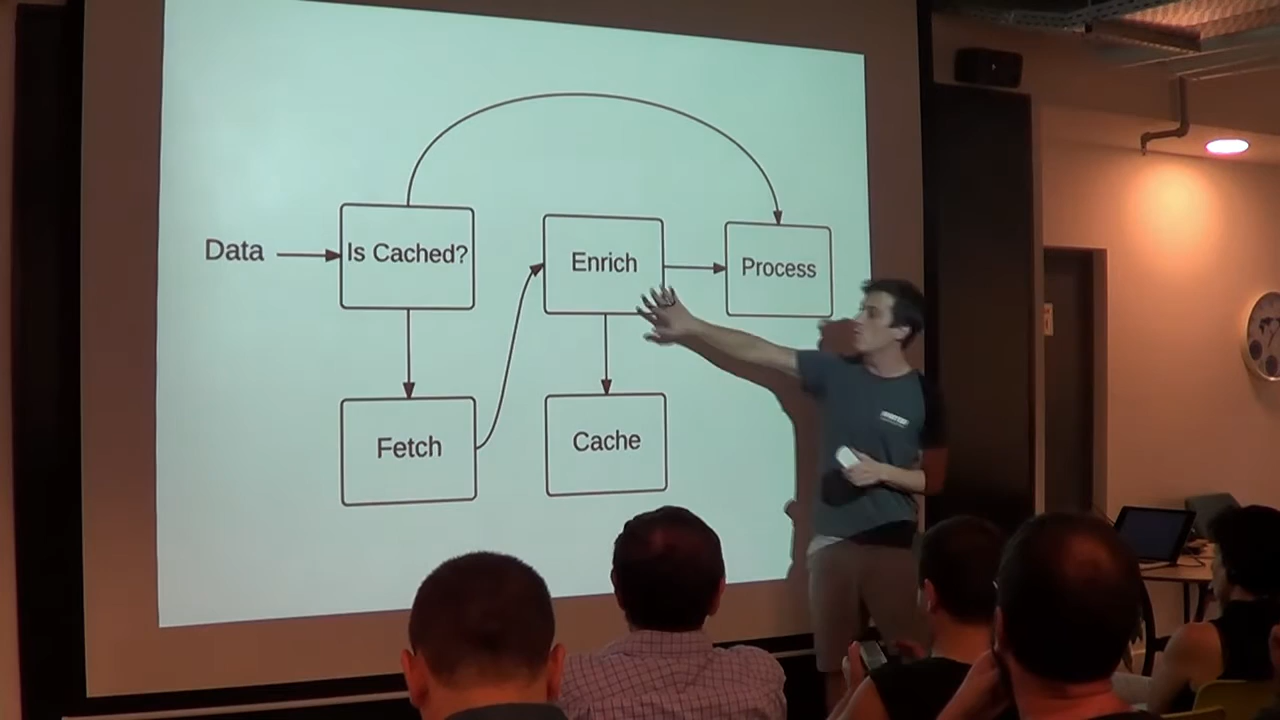 Data
Is Cached?
Enrich
Process
Fetch
Cache